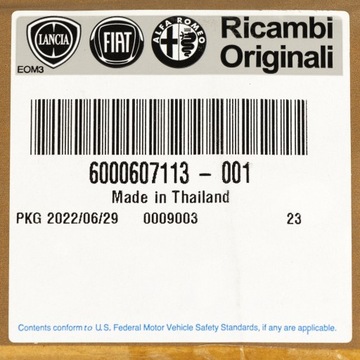 LANCIA FIAT ALFA ROMEO Ricambi
Originali
EOM3
6000607113 - 001
Made in Thailand
PKG 2022/06/29 0009003 23
Contents conform to U.S. Federal Motor Vehicle Safety Standards, if any are applicable.